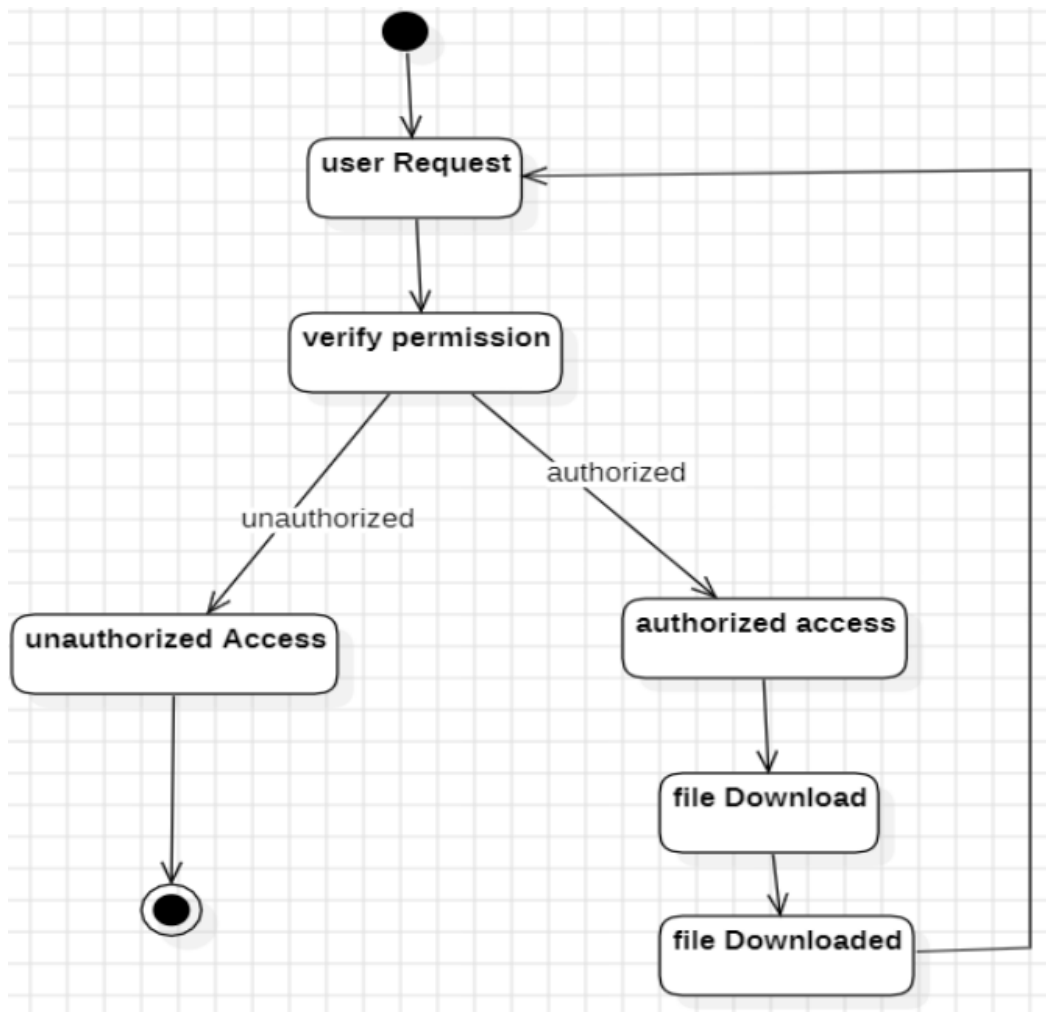 user Request
verify permission
authorized
unauthorized
authorized access
unauthorized Access
file Download
file Downloaded